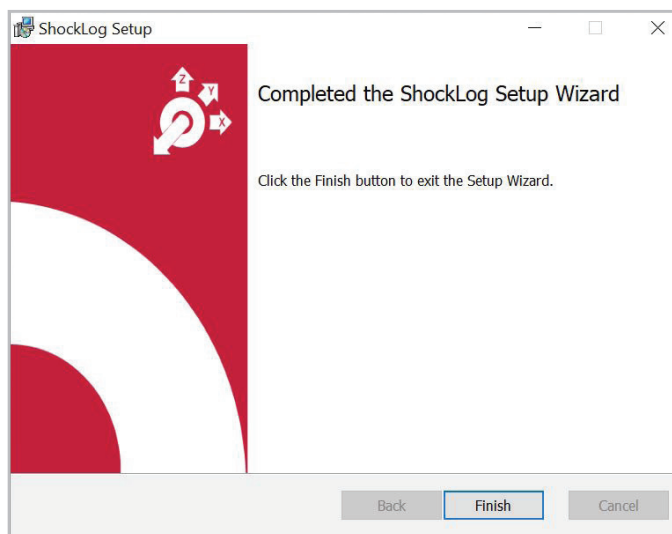 ShockLog Setup
Z
Y
X
Completed the ShockLog Setup Wizard
Click the Finish button to exit the Setup Wizard.
Back
Finish
Cancel